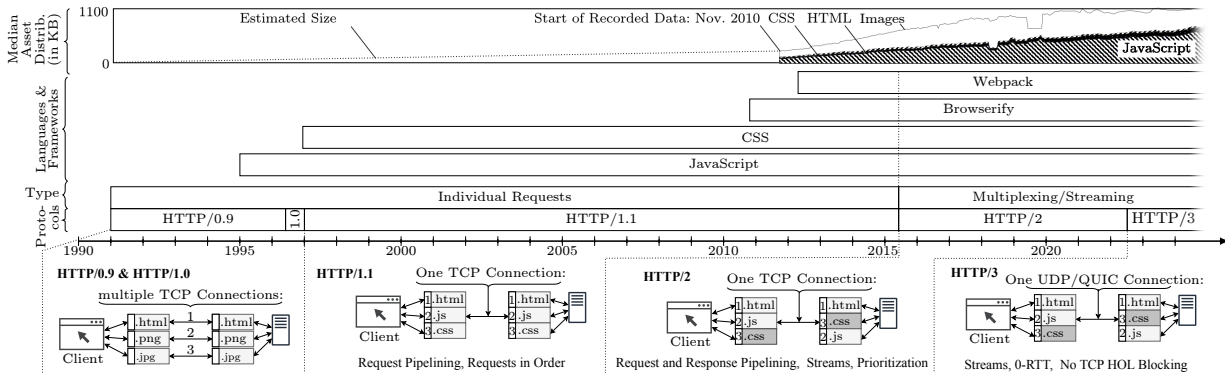 Median
Asset
Distrib.
(in KB)
1100
0
Estimated Size
Start of Recorded Data: Nov. 2010
CSS
HTML
Images
JavaScript
Languages &
Frameworks
Webpack
Browserify
CSS
JavaScript
Type
Individual Requests
Multiplexing/Streaming
Proto-
cols
HTTP/0.9
1.0
HTTP/1.1
HTTP/2
HTTP/3
1990
1995
2000
2005
2010
2015
2020
HTTP/0.9 & HTTP/1.0
multiple TCP Connections:
Client
.html
.png
.jpg
1
2
3
.html
.png
.jpg
HTTP/1.1
One TCP Connection:
Client
1 .html
2 .js
3 .css
1 .html
2 .js
3 .css
Request Pipelining, Requests in Order
HTTP/2
One TCP Connection:
Client
1 .html
2 .js
3 .css
1 .html
3 .css
2 .js
Request and Response Pipelining, Streams, Prioritization
HTTP/3
One UDP/QUIC Connection:
Client
1 .html
2 .js
3 .css
1 .html
3 .css
2 .js
Streams, 0-RTT, No TCP HOL Blocking